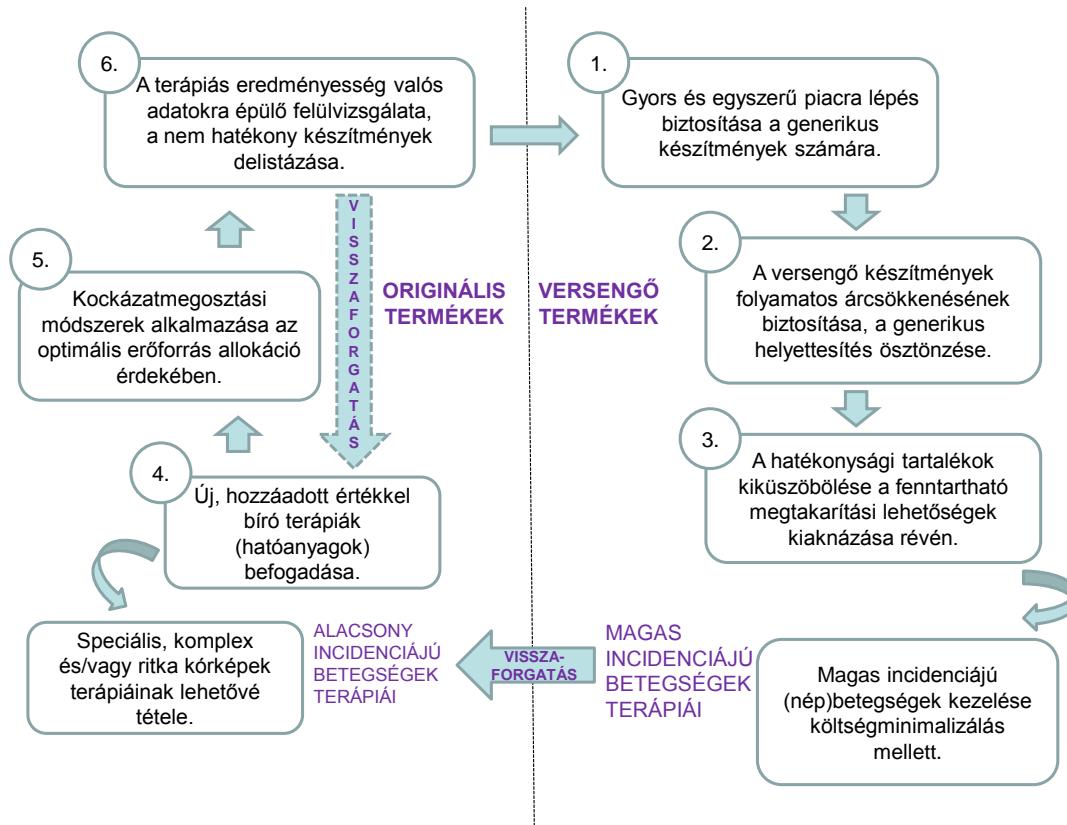 6.
A terápiás eredményesség valós
adatokra épülő felülvizsgálata,
a nem hatékony készítmények
delistázása.
1.
Gyors és egyszerű piacra lépés
biztosítása a generikus
készítmények számára.
5.
Kockázatmegosztási
módszerek alkalmazása az
optimális erőforrás allokáció
érdekében.
VISSZAFORGATÁS
ORIGINÁLIS
TERMÉKEK
VERSENGŐ
TERMÉKEK
2.
A versengő készítmények
folyamatos árcsökkenésének
biztosítása, a generikus
helyettesítés ösztönzése.
4.
Új, hozzáadott értékkel
bíró terápiák
(hatóanyagok)
befogadása.
3.
A hatékonysági tartalékok
kiküszöbölése a fenntartható
megtakarítási lehetőségek
kiaknázása révén.
Speciális, komplex
és/vagy ritka kórképek
terápiáinak lehetővé
tétele.
ALACSONY
INCIDENCIÁJÚ
BETEGSÉGEK
TERÁPIÁI
VISSZA-
FORGATÁS
MAGAS
INCIDENCIÁJÚ
BETEGSÉGEK
TERÁPIÁI
Magas incidenciájú
(nép)betegségek kezelése
költségminimalizálás
mellett.